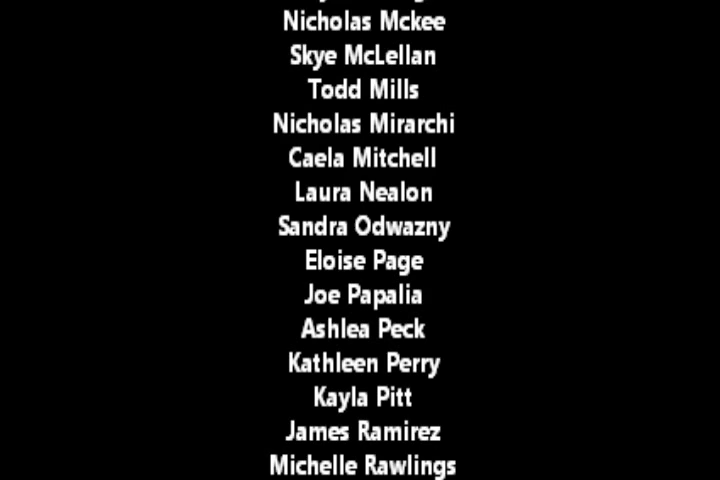 Nicholas Mckee
Skye McLellan
Todd Mills
Nicholas Mirarchi
Caela Mitchell
Laura Nealon
Sandra Odwazny
Eloise Page
Joe Papalia
Ashlea Peck
Kathleen Perry
Kayla Pitt
James Ramirez
Michelle Rawlings